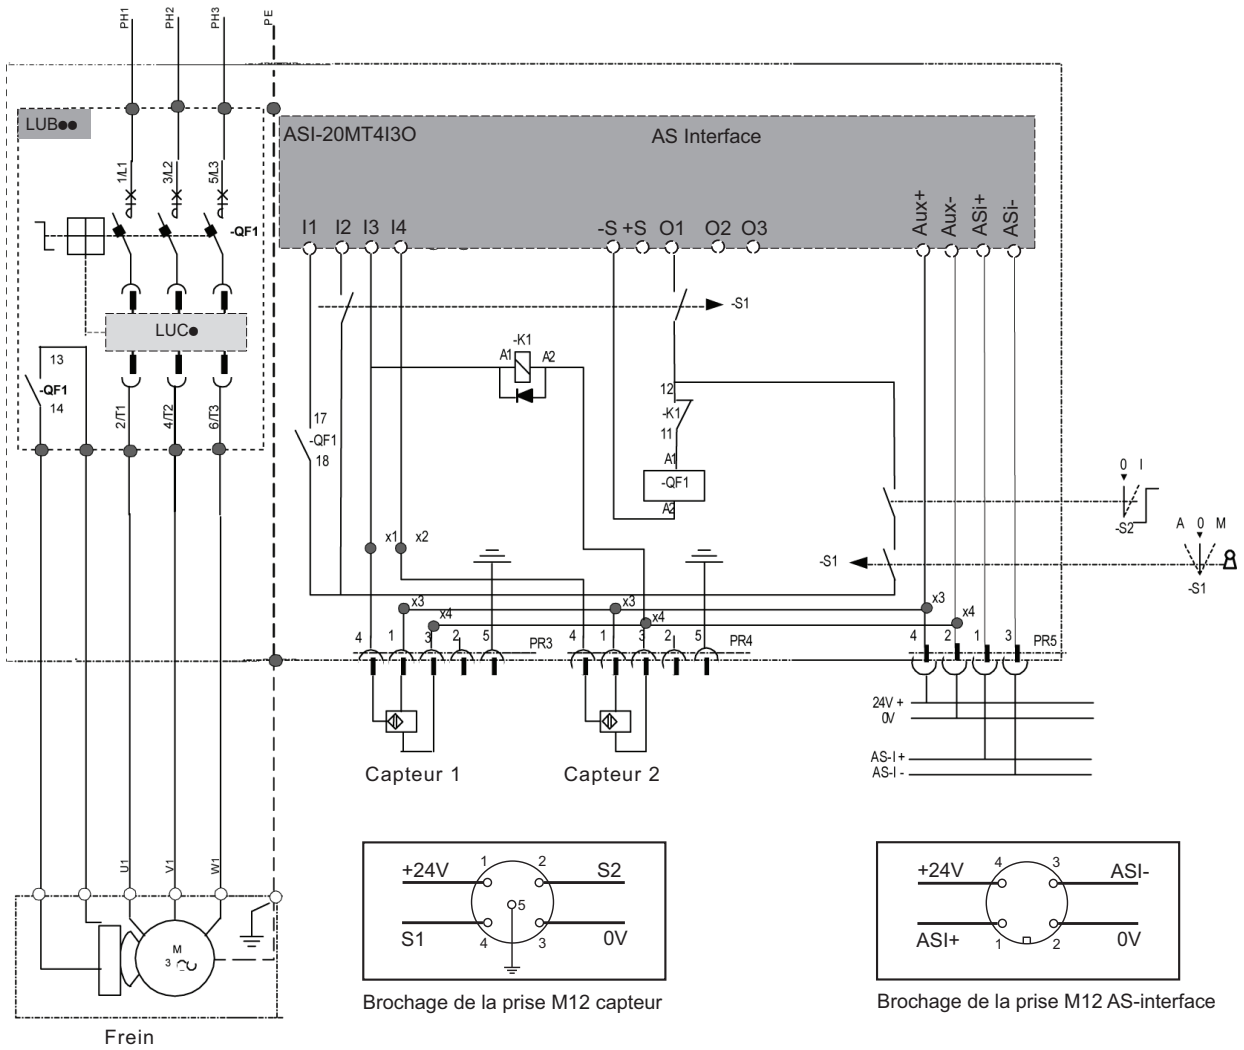 PH1 PH2 PH3 PE
LUB●●
ASI-20MT4I3O AS Interface
1/L1 3/L2 5/L3
-QF1
I1 I2 I3 I4 -S +S O1 O2 O3 Aux+ Aux- ASi+ ASi-
-S1
LUC●
-K1
A1 A2
13
-QF1
14
2/T1 4/T2 6/T3
12
-K1
11
17
-QF1
18
A1
-QF1
A2
0 I
-S2
A 0 M
-S1
-S1
x1 x2
x3 x3 x3
x4 x4 x4
4 1 3 2 5 PR3
4 1 3 2 5 PR4
4 2 1 3 PR5
24V +
0V
AS-I +
AS-I -
Capteur 1 Capteur 2
U1 V1 W1
M
3
Frein
+24V 1 2 S2
5
S1 4 3 0V
Brochage de la prise M12 capteur
+24V 4 3 ASI-
ASI+ 1 2 0V
Brochage de la prise M12 AS-interface